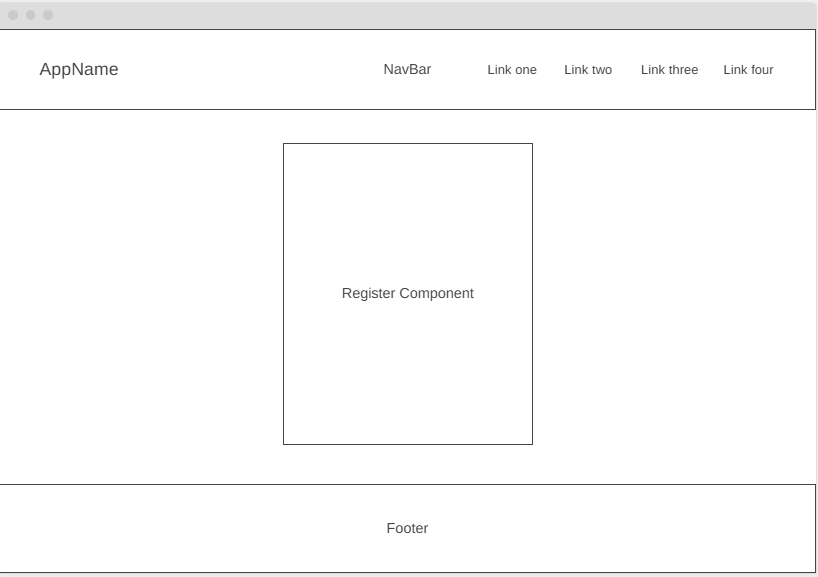 AppName NavBar Link one Link two Link three Link four
Register Component
Footer